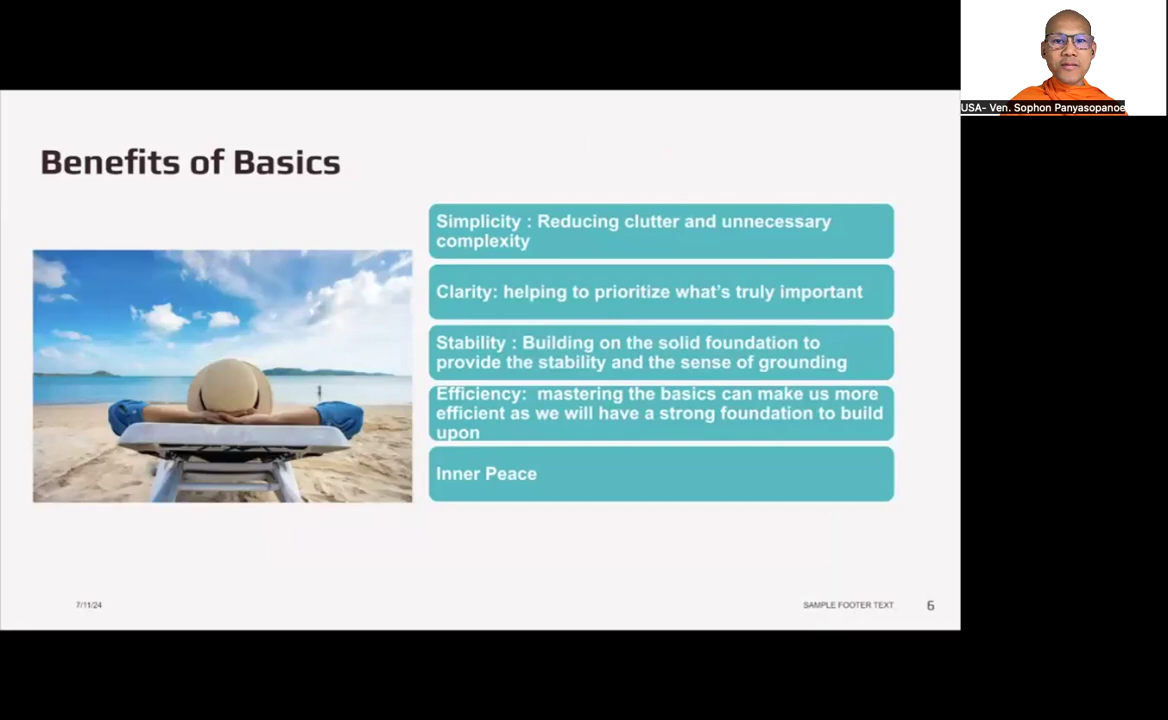 USA- Ven. Sophon Panyasopanoe
Benefits of Basics
Simplicity : Reducing clutter and unnecessary
complexity
Clarity: helping to prioritize what’s truly important
Stability : Building on the solid foundation to
provide the stability and the sense of grounding
Efficiency:  mastering the basics can make us more
efficient as we will have a strong foundation to build
upon
Inner Peace
7/11/24
SAMPLE FOOTER TEXT
6